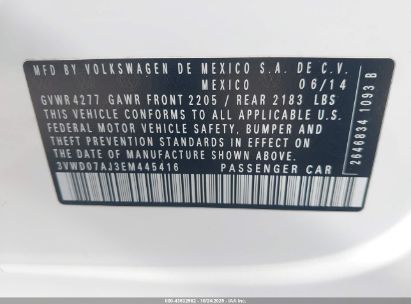 MFD BY VOLKSWAGEN DE MEXICO S.A. DE C.V.
MEXICO 06/14
GVWR 4277 GAWR FRONT 2205 / REAR 2183 LBS
THIS VEHICLE CONFORMS TO ALL APPLICABLE U.S.
FEDERAL MOTOR VEHICLE SAFETY, BUMPER AND
THEFT PREVENTION STANDARDS IN EFFECT ON THE
DATE OF MANUFACTURE SHOWN ABOVE.
3VWD07AJ3EM445416 PASSENGER CAR
2646834 1093 B